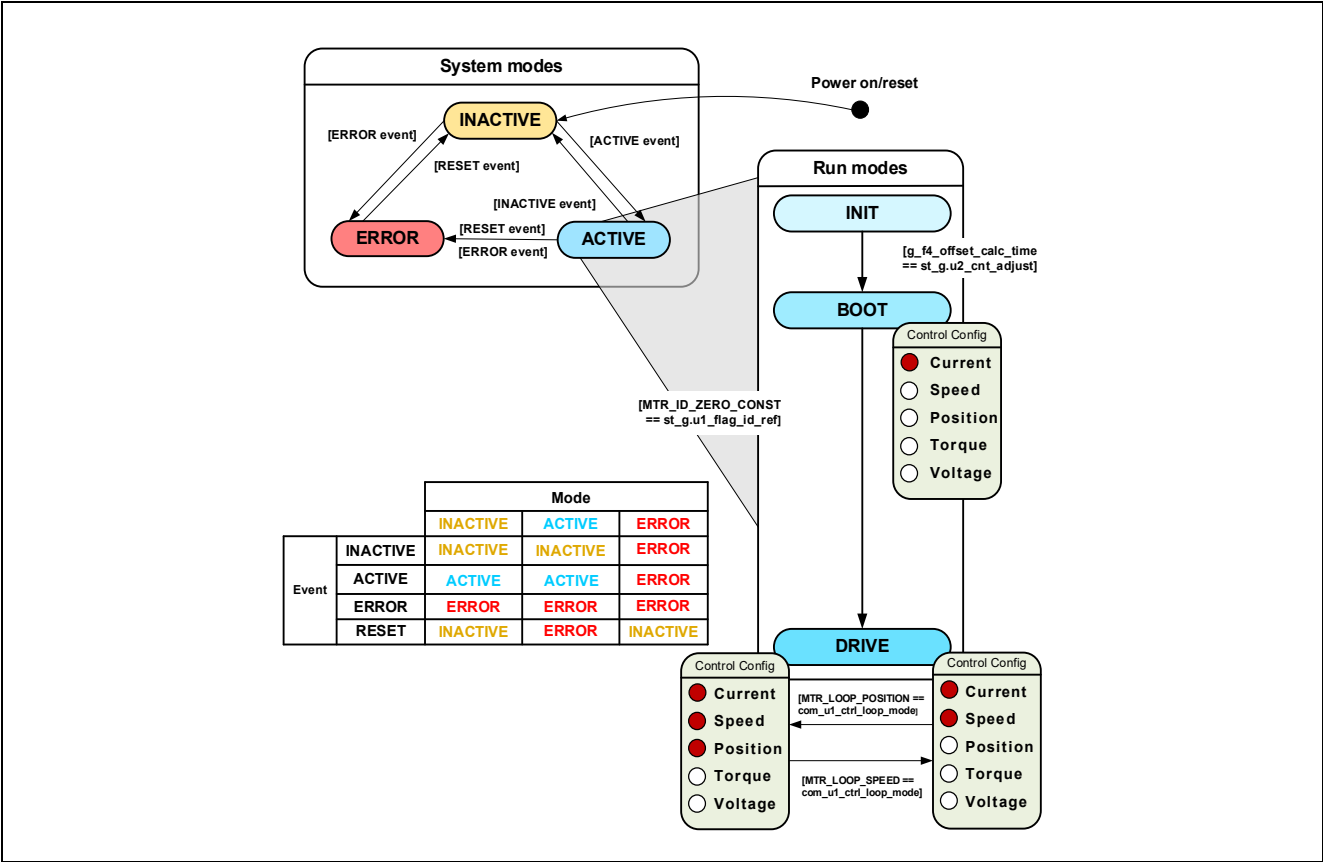 System modes
Power on/reset
INACTIVE
[ERROR event]
[ACTIVE event]
[RESET event]
[INACTIVE event]
ERROR
[RESET event]
[ERROR event]
ACTIVE
Run modes
INIT
[g_f4_offset_calc_time
== st_g.u2_cnt_adjust]
BOOT
Control Config
Current
Speed
Position
Torque
Voltage
[MTR_ID_ZERO_CONST
== st_g.u1_flag_id_ref]
Mode
INACTIVE ACTIVE ERROR
Event
INACTIVE INACTIVE INACTIVE ERROR
ACTIVE ACTIVE ACTIVE ERROR
ERROR ERROR ERROR ERROR
RESET INACTIVE ERROR INACTIVE
DRIVE
Control Config
Current
Speed
Position
Torque
Voltage
[MTR_LOOP_POSITION ==
com_u1_ctrl_loop_mode]
[MTR_LOOP_SPEED ==
com_u1_ctrl_loop_mode]
Control Config
Current
Speed
Position
Torque
Voltage